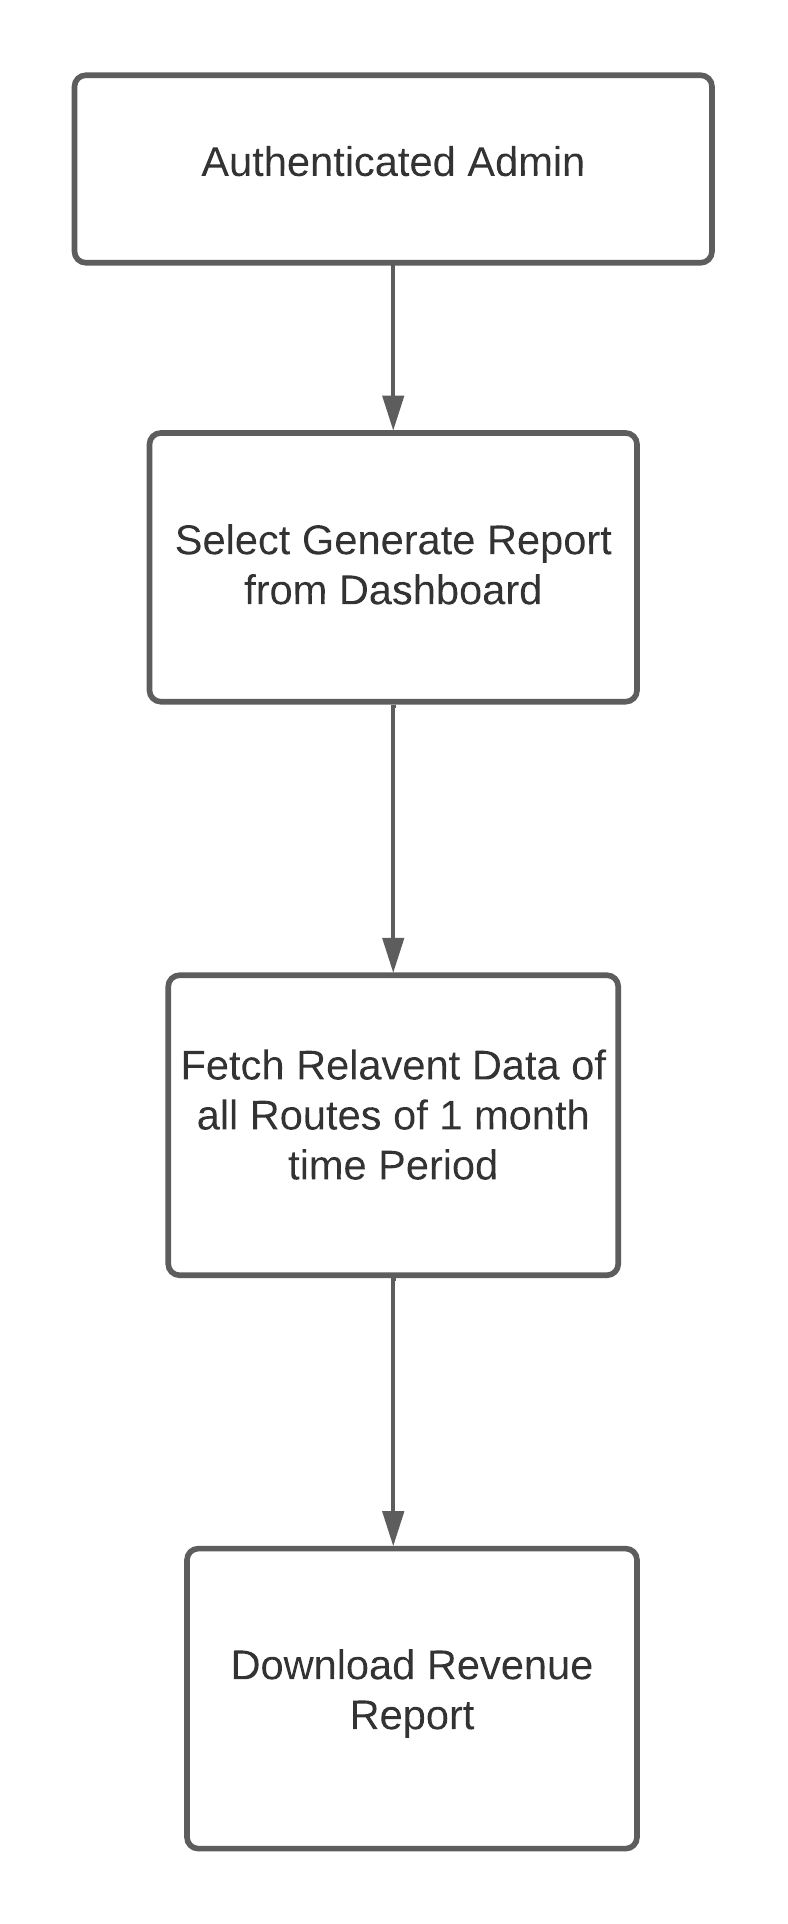 Authenticated Admin
Select Generate Report
from Dashboard
Fetch Relavent Data of
all Routes of 1 month
time Period
Download Revenue
Report